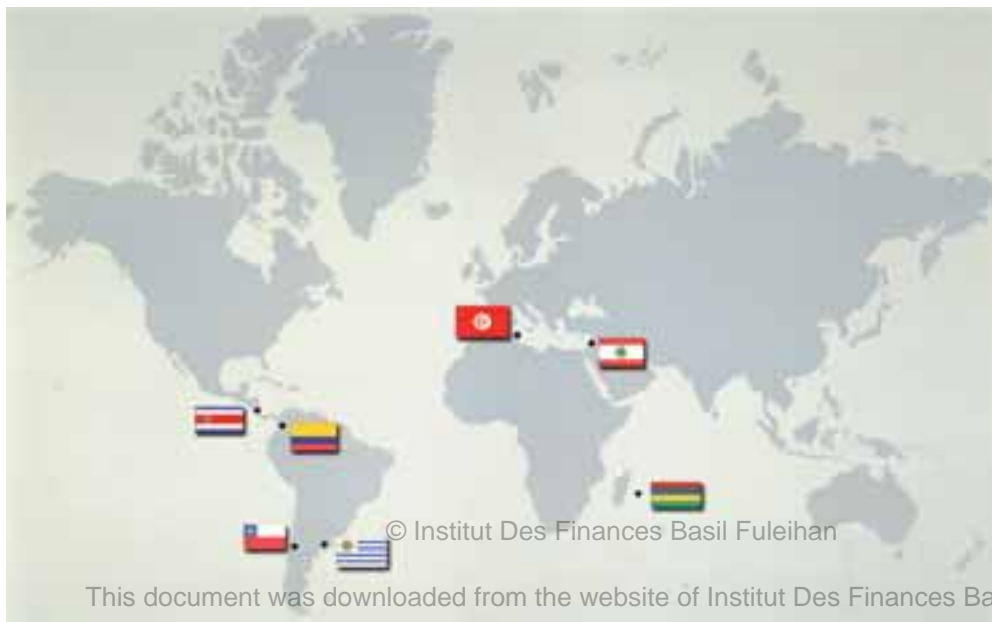 © Institut Des Finances Basil Fuleihan
This document was downloaded from the website of Institut Des Finances Ba